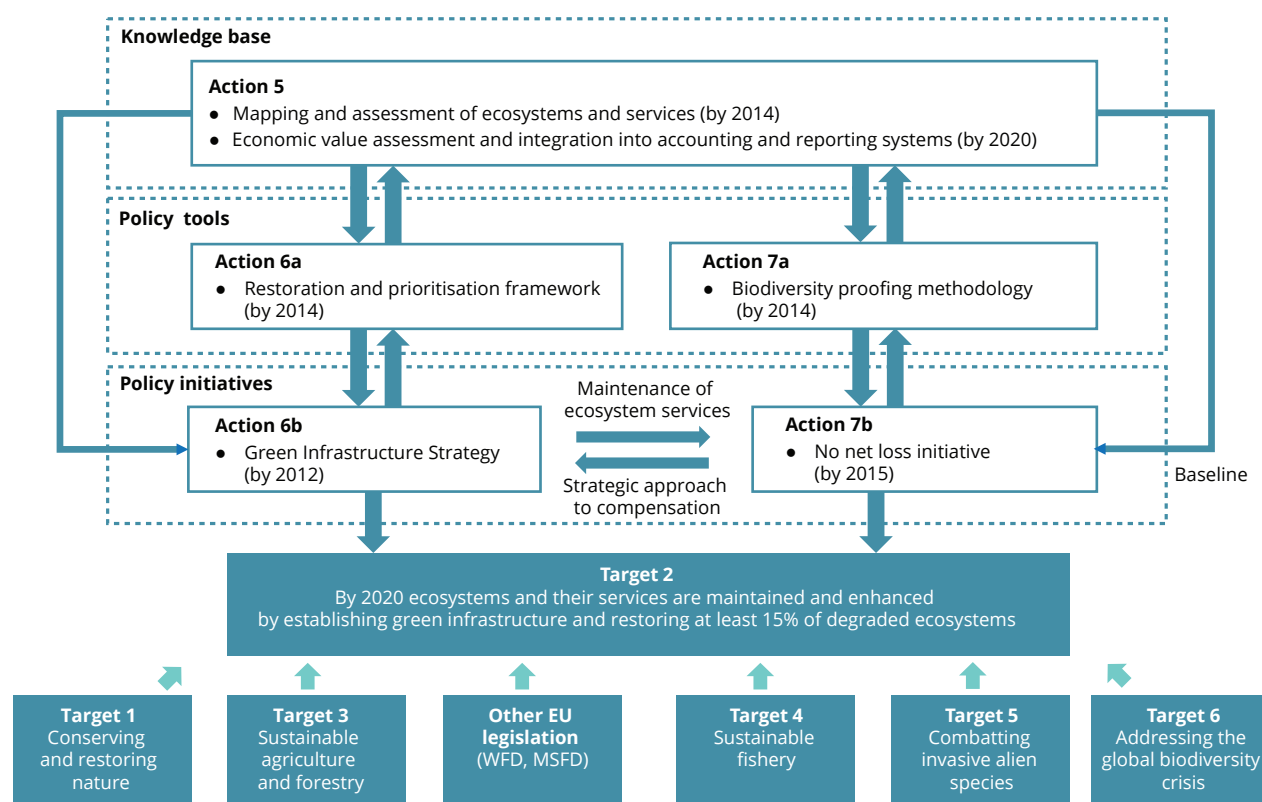 Knowledge base
Action 5
● Mapping and assessment of ecosystems and services (by 2014)
● Economic value assessment and integration into accounting and reporting systems (by 2020)
Policy tools
Action 6a
● Restoration and prioritisation framework
(by 2014)
Action 7a
● Biodiversity proofing methodology
(by 2014)
Policy initiatives
Action 6b
● Green Infrastructure Strategy
(by 2012)
Maintenance of
ecosystem services
Strategic approach
to compensation
Action 7b
● No net loss initiative
(by 2015)
Baseline
Target 2
By 2020 ecosystems and their services are maintained and enhanced
by establishing green infrastructure and restoring at least 15% of degraded ecosystems
Target 1
Conserving
and restoring
nature
Target 3
Sustainable
agriculture
and forestry
Other EU
legislation
(WFD, MSFD)
Target 4
Sustainable
fishery
Target 5
Combatting
invasive alien
species
Target 6
Addressing the
global biodiversity
crisis